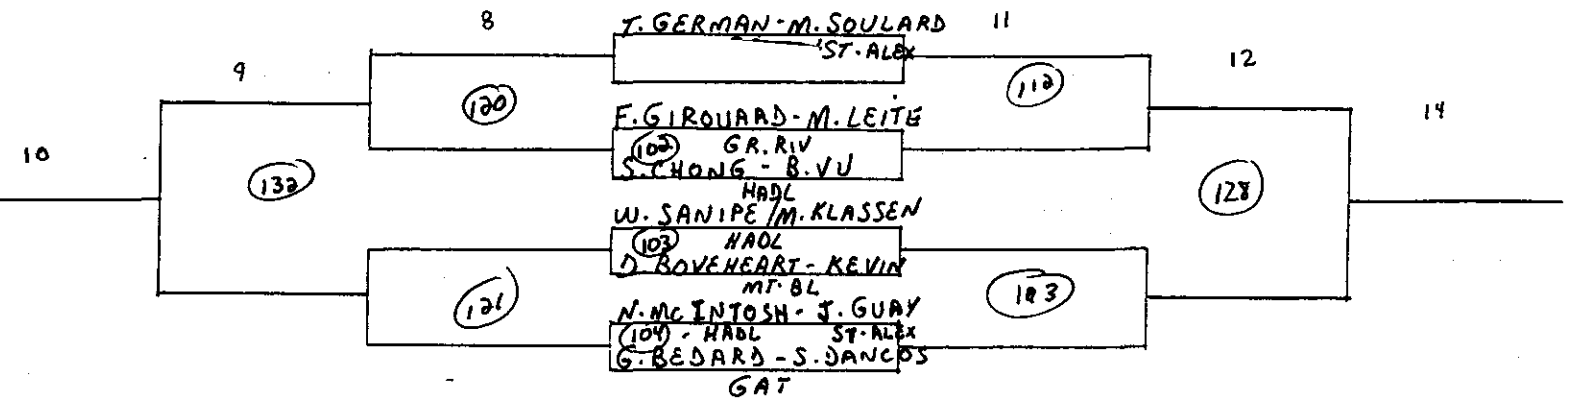 8
T. GERMAN - M. SOULARD
11
ST. ALEX
9
12
120
112
F. GIROUARD - M. LEITE
14
10
102 GR. RIV
S. CHONG - B. VU
132
HADL
128
W. SANIPE / M. KLASSEN
103 HADL
D. BOVEHEART - KEVIN
MT. BL
121
N. MCINTOSH - J. GUAY
104 - HADL ST. ALEX
G. BEDARD - S. DANCOS
GAT